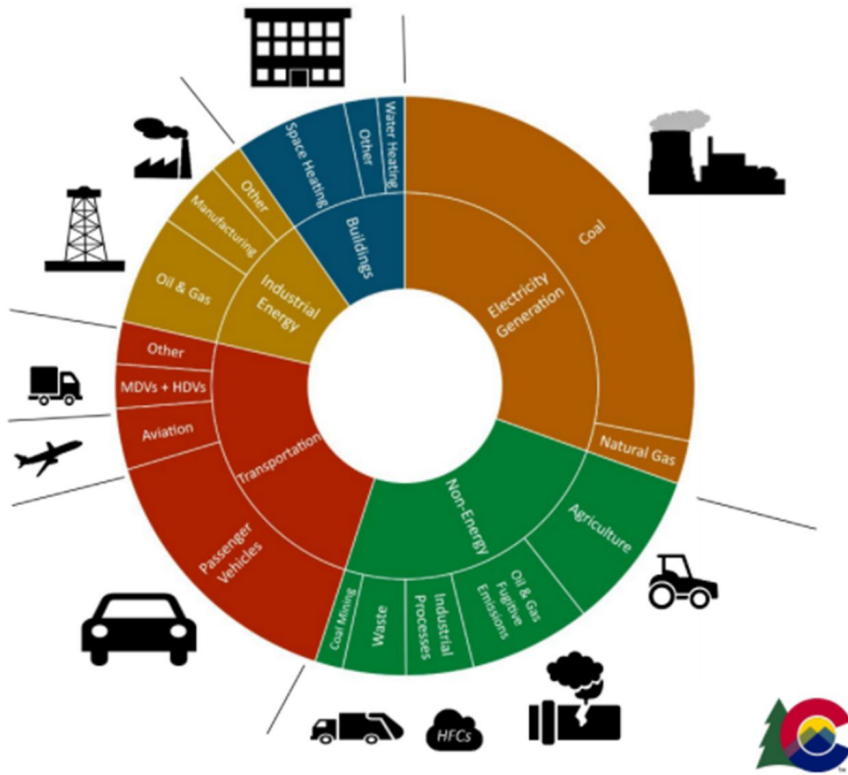 Space Heating
Other
Water Heating
Buildings
Coal
Electricity
Generation
Natural Gas
Other
Manufacturing
Oil & Gas
Industrial
Energy
Other
MDVs + HDVs
Aviation
Transportation
Passenger
Vehicles
Non-Energy
Agriculture
Oil & Gas
Fugitive
Emissions
Industrial
Processes
Waste
Coal Mining
HFCs